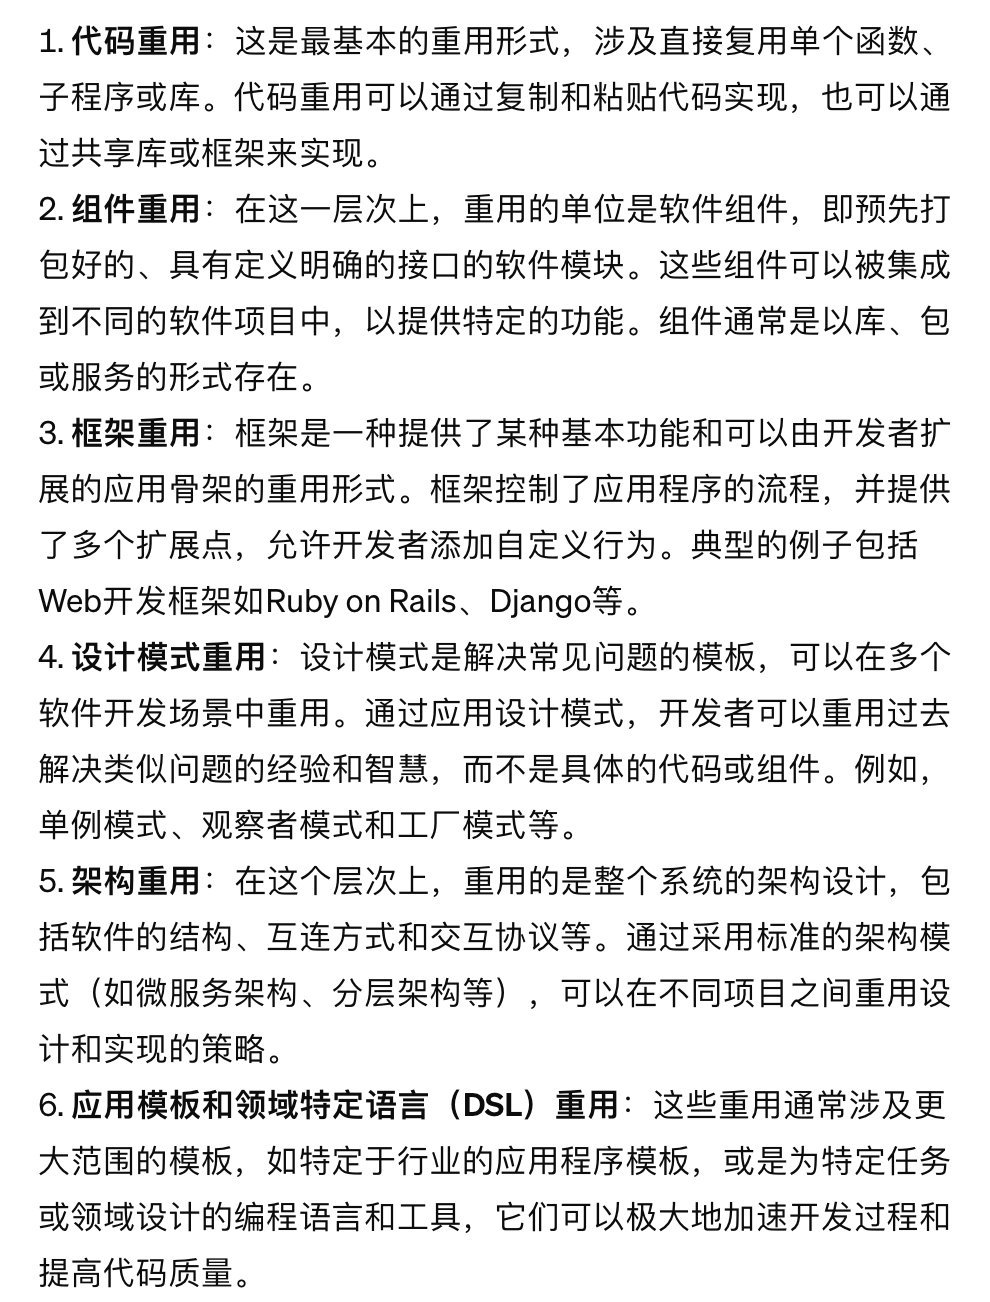 1. 代码重用：这是最基本的重用形式，涉及直接复用单个函数、
子程序或库。代码重用可以通过复制和粘贴代码实现，也可以通
过共享库或框架来实现。
2. 组件重用：在这一层次上，重用的单位是软件组件，即预先打
包好的、具有定义明确的接口的软件模块。这些组件可以被集成
到不同的软件项目中，以提供特定的功能。组件通常是以库、包
或服务的形式存在。
3. 框架重用：框架是一种提供了某种基本功能和可以由开发者扩
展的应用骨架的重用形式。框架控制了应用程序的流程，并提供
了多个扩展点，允许开发者添加自定义行为。典型的例子包括
Web开发框架如Ruby on Rails、Django等。
4. 设计模式重用：设计模式是解决常见问题的模板，可以在多个
软件开发场景中重用。通过应用设计模式，开发者可以重用过去
解决类似问题的经验和智慧，而不是具体的代码或组件。例如，
单例模式、观察者模式和工厂模式等。
5. 架构重用：在这个层次上，重用的是整个系统的架构设计，包
括软件的结构、互连方式和交互协议等。通过采用标准的架构模
式（如微服务架构、分层架构等），可以在不同项目之间重用设
计和实现的策略。
6. 应用模板和领域特定语言（DSL）重用：这些重用通常涉及更
大范围的模板，如特定于行业的应用程序模板，或是为特定任务
或领域设计的编程语言和工具，它们可以极大地加速开发过程和
提高代码质量。